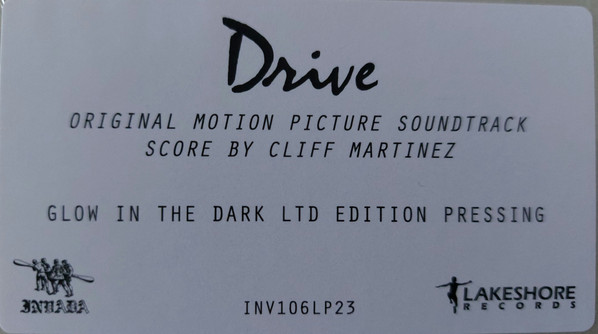 Drive
ORIGINAL MOTION PICTURE SOUNDTRACK
SCORE BY CLIFF MARTINEZ
GLOW IN THE DARK LTD EDITION PRESSING
INVADA
INV106LP23
LAKESHORE
RECORDS